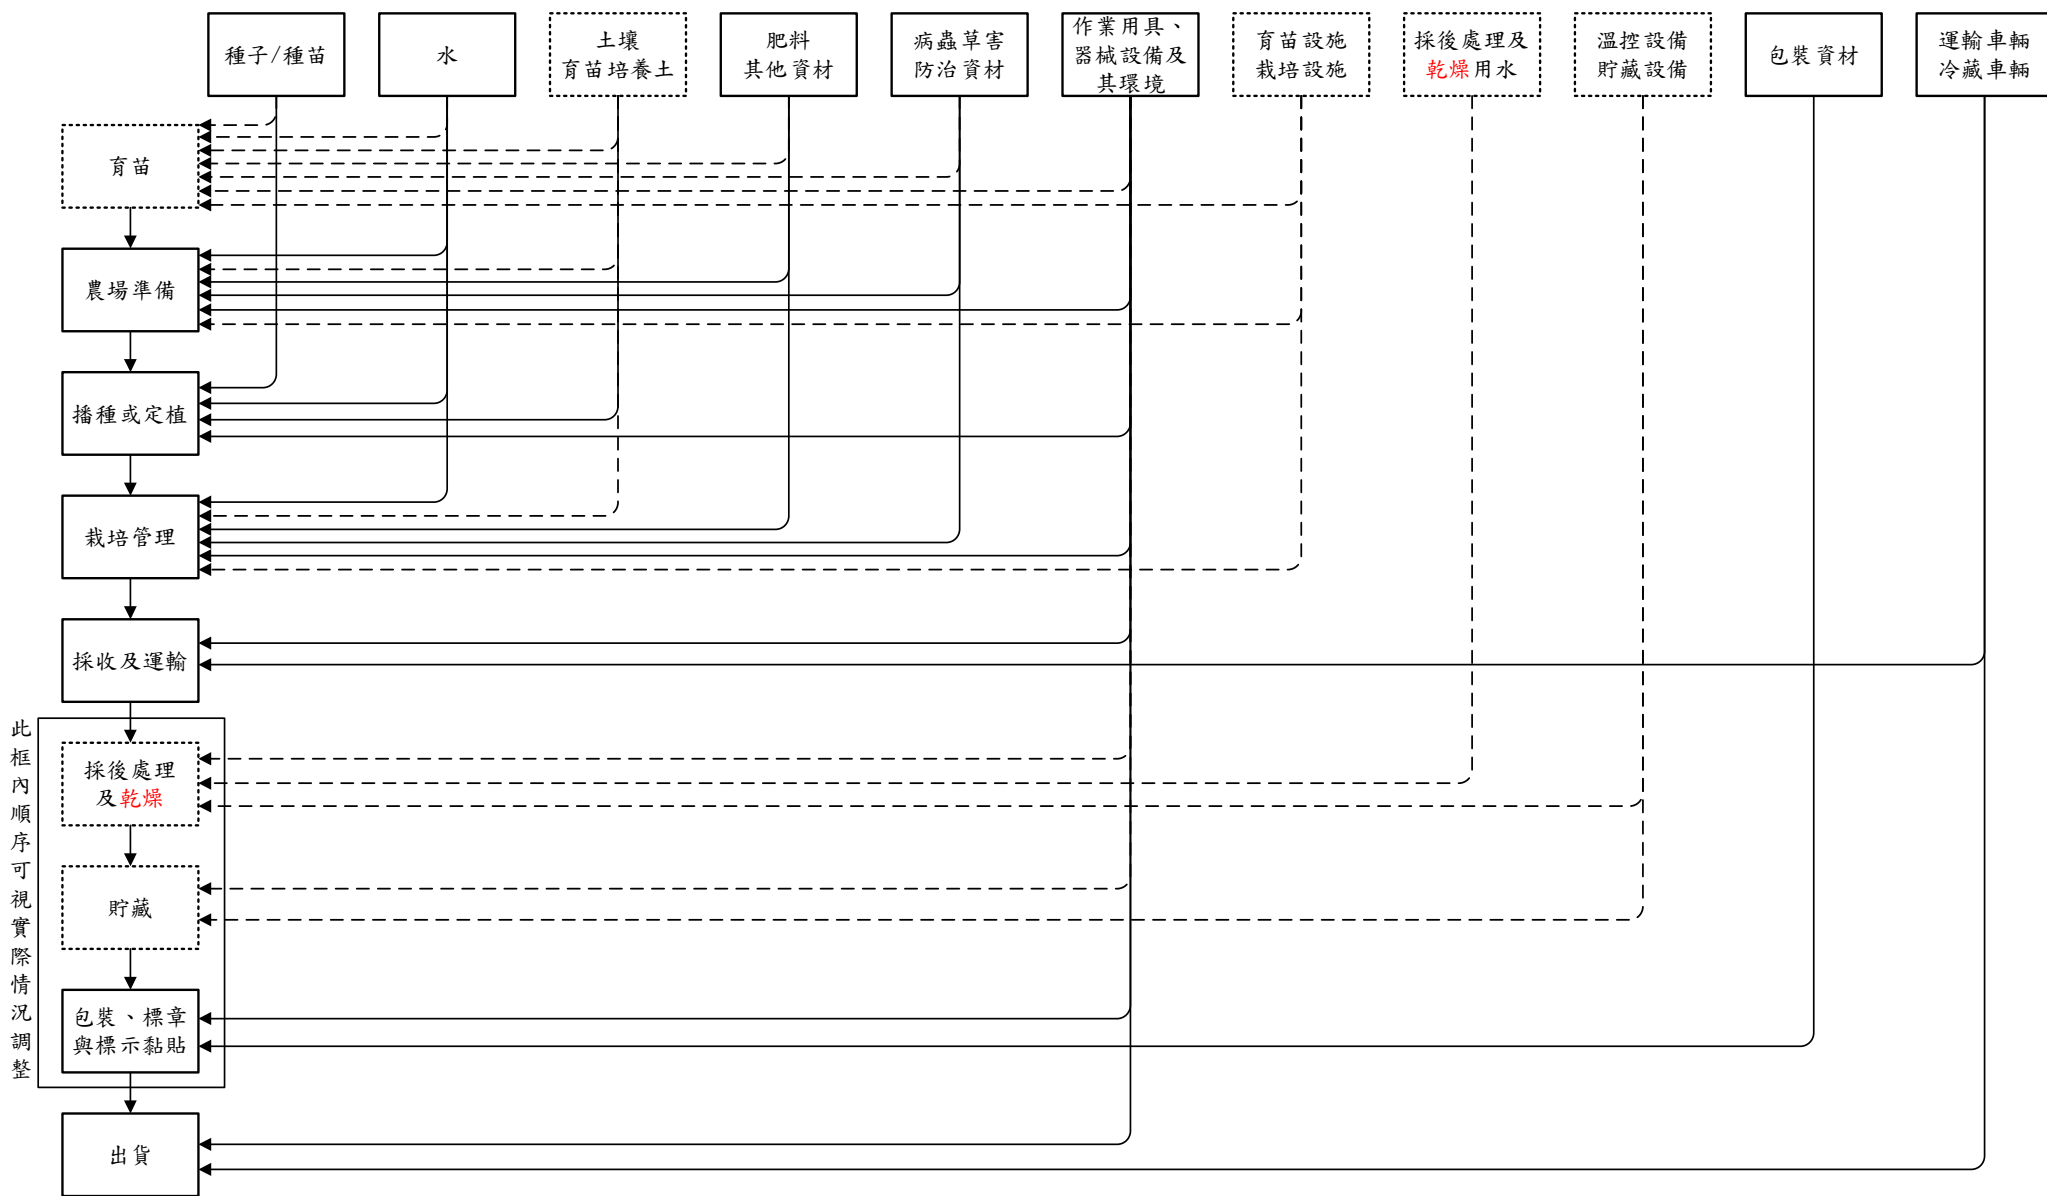 種子/種苗
水
土壤
育苗培養土
肥料
其他資材
病蟲草害
防治資材
作業用具、
器械設備及
其環境
育苗設施
栽培設施
採後處理及
乾燥用水
溫控設備
貯藏設備
包裝資材
運輸車輛
冷藏車輛
育苗
農場準備
播種或定植
栽培管理
採收及運輸
此框內順序可視實際情況調整
採後處理
及乾燥
貯藏
包裝、標章
與標示黏貼
出貨